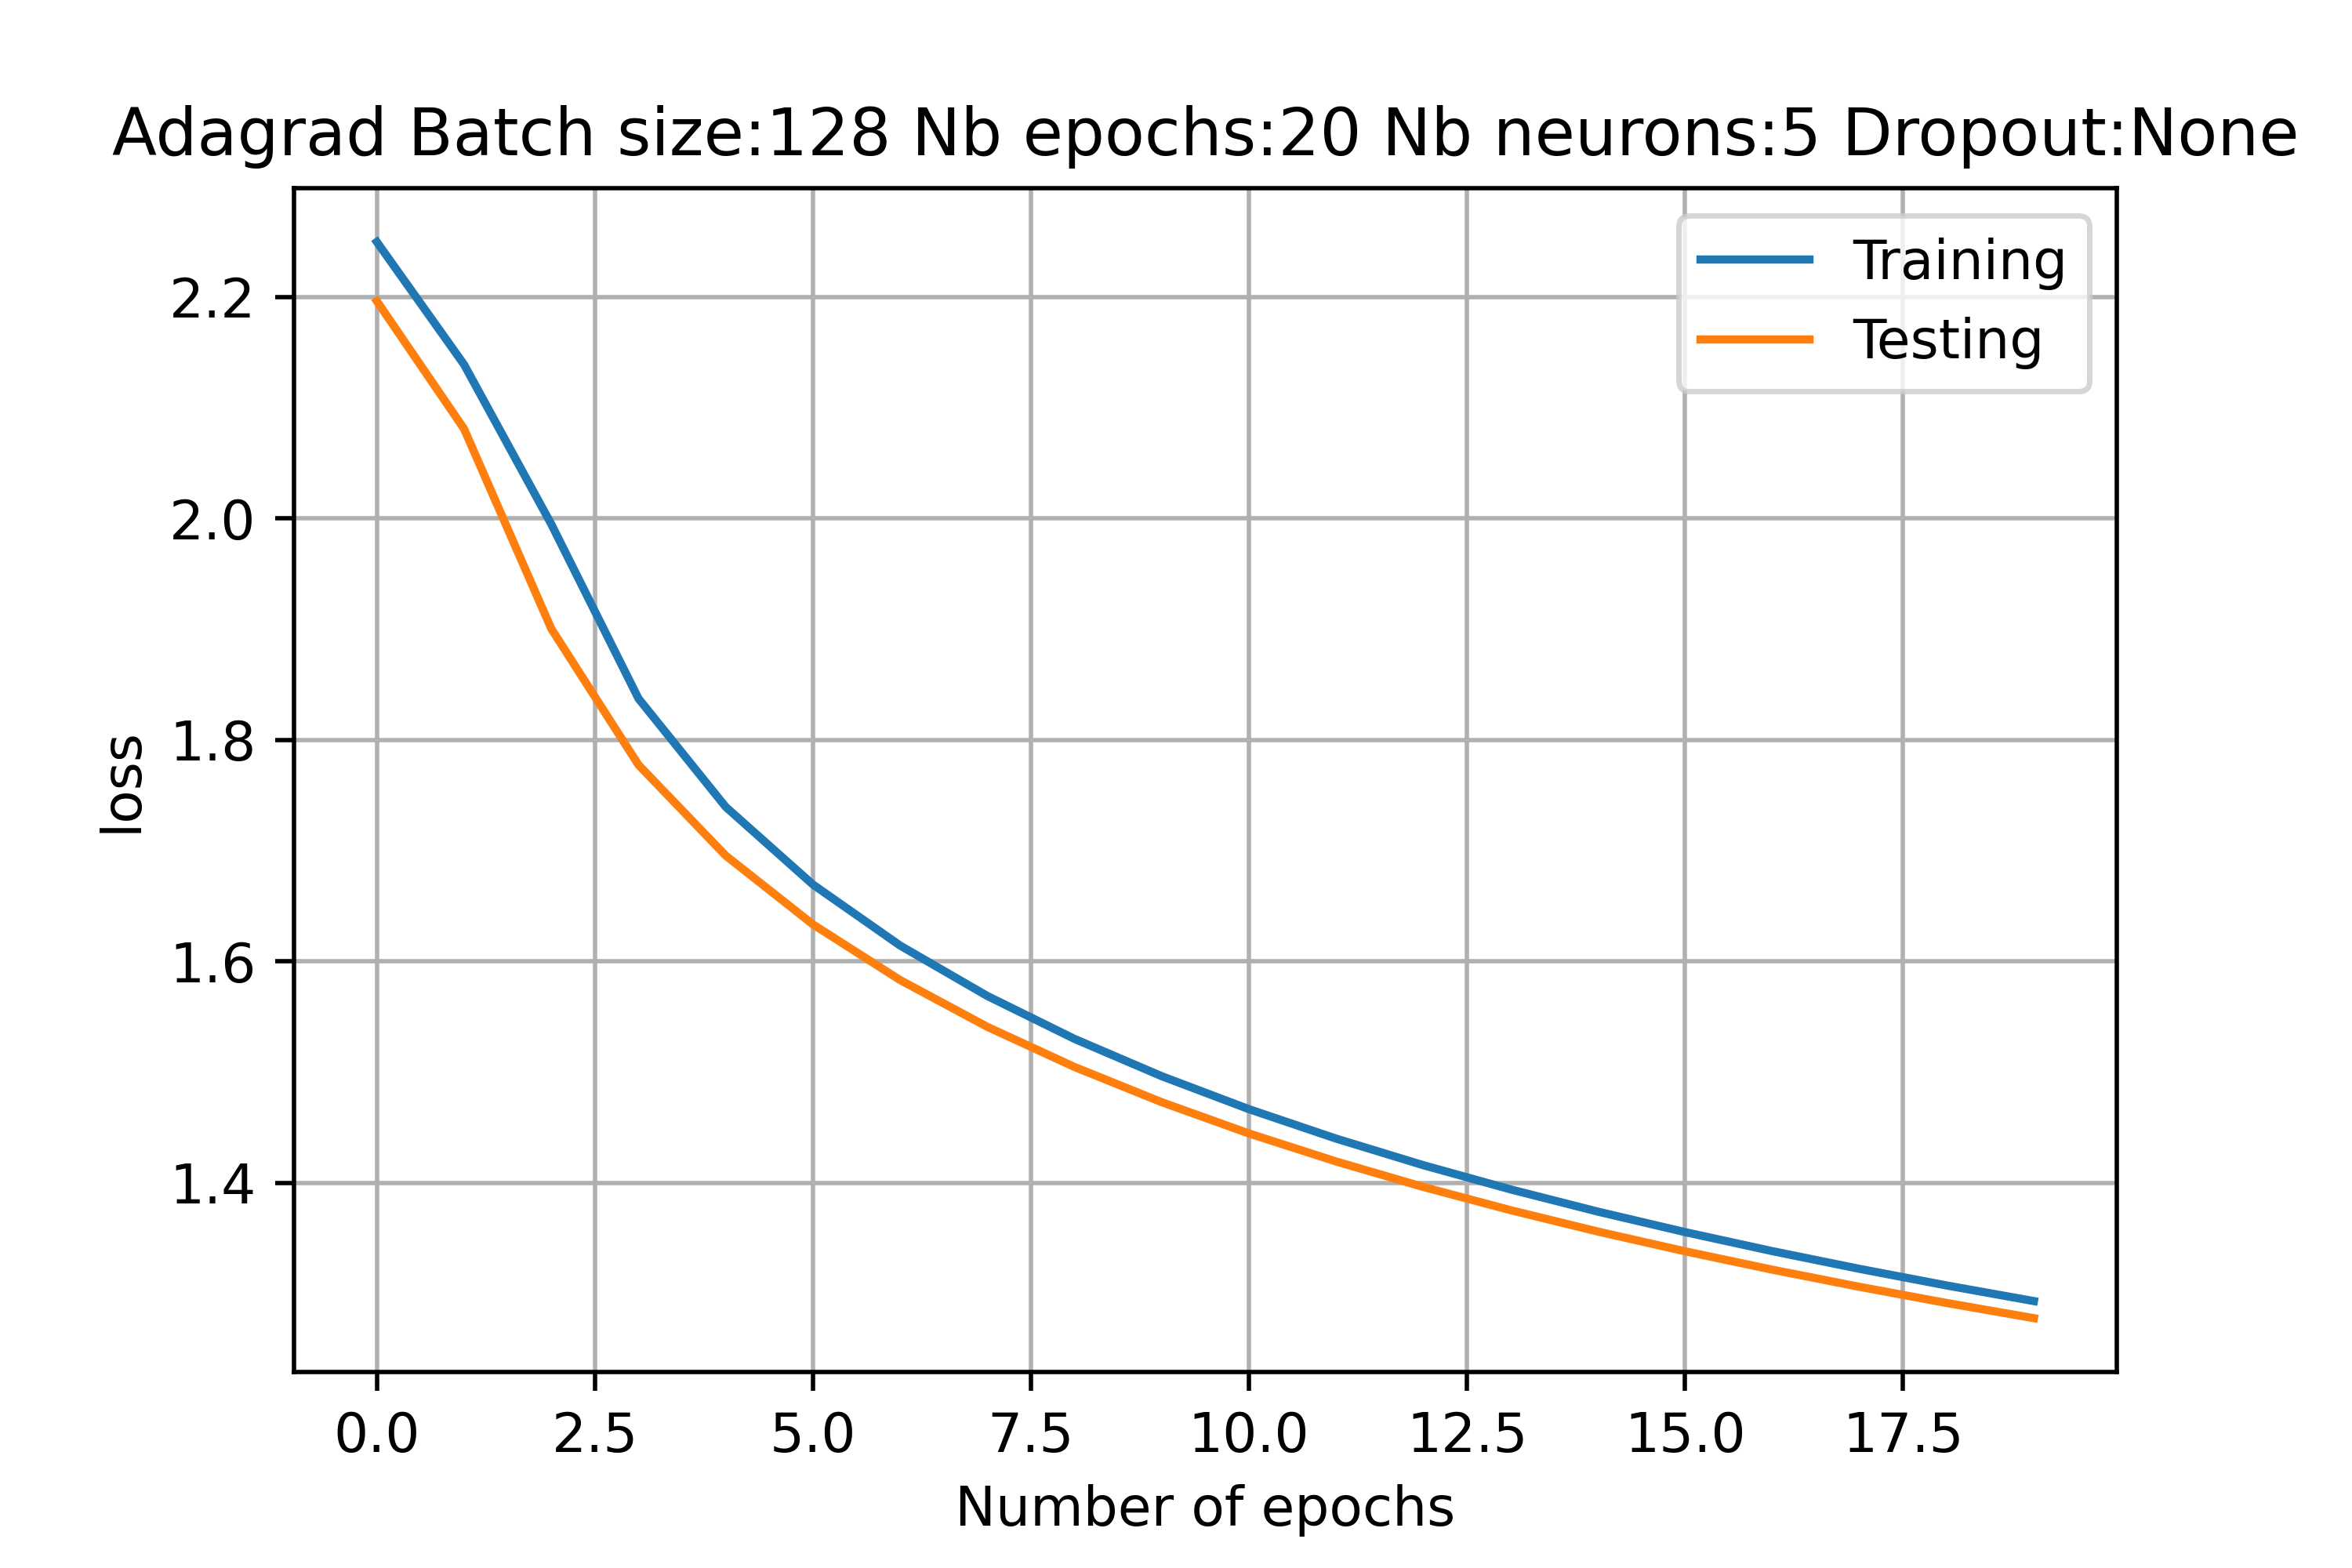 Adagrad Batch size:128 Nb epochs:20 Nb neurons:5 Dropout:None
Training
Testing
2.2
2.0
1.8
1.6
1.4
loss
0.0 2.5 5.0 7.5 10.0 12.5 15.0 17.5
Number of epochs